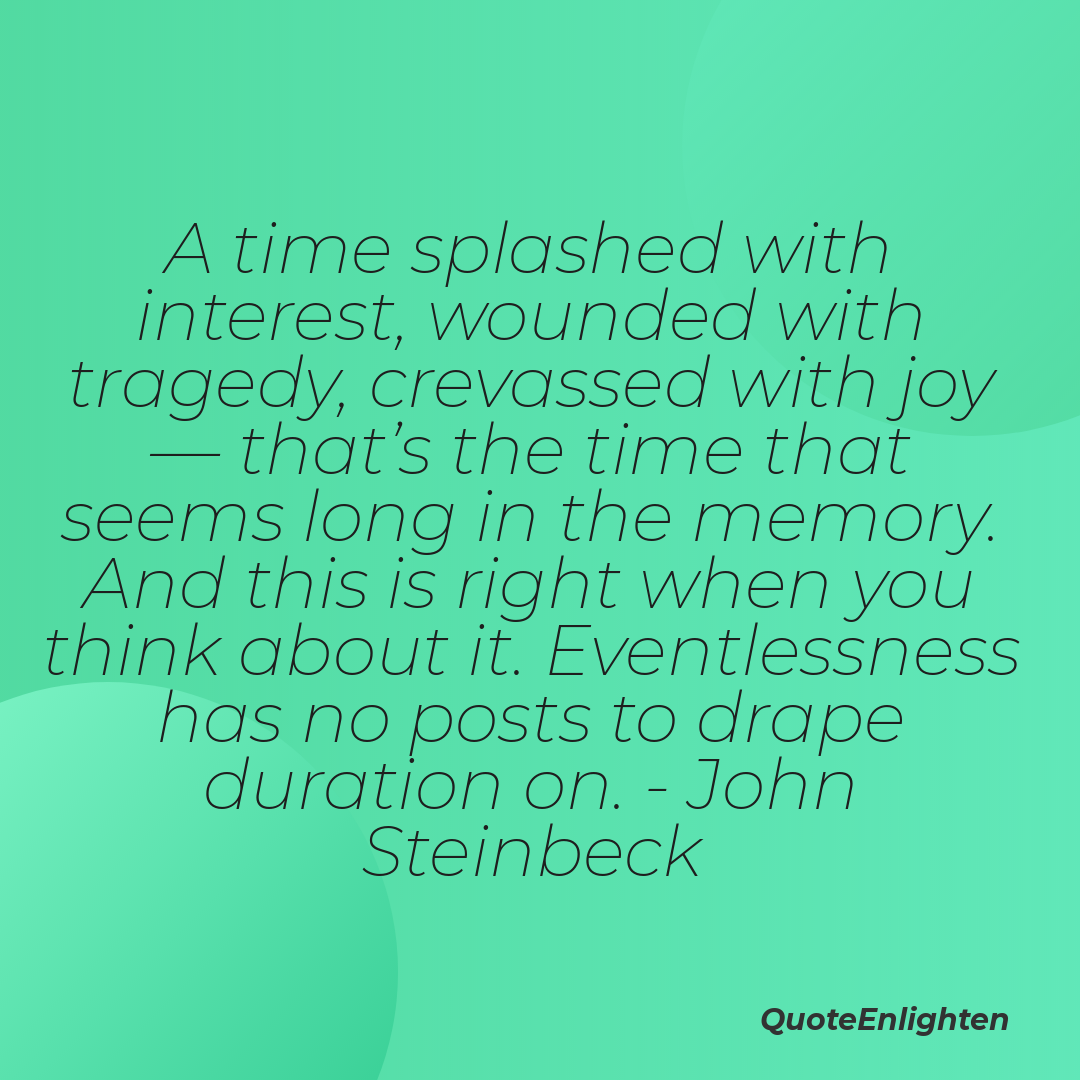 A time splashed with
interest, wounded with
tragedy, crevassed with joy
— that’s the time that
seems long in the memory.
And this is right when you
think about it. Eventlessness
has no posts to drape
duration on. - John
Steinbeck
QuoteEnlighten